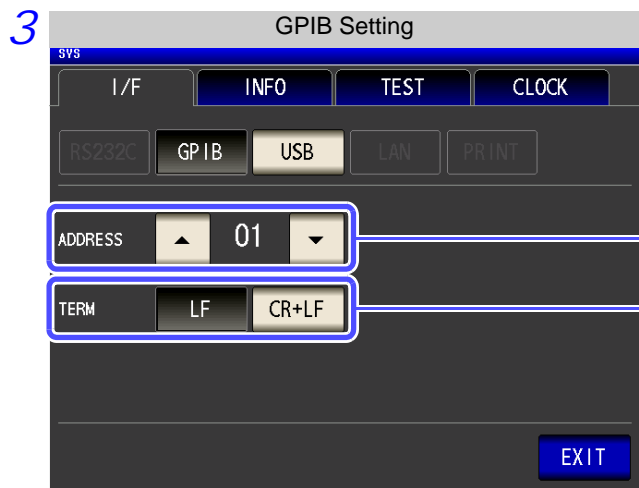 3
GPIB Setting
SYS
I/F INFO TEST CLOCK
RS232C GPIB USB LAN PRINT
ADDRESS 01
TERM LF CR+LF
EXIT